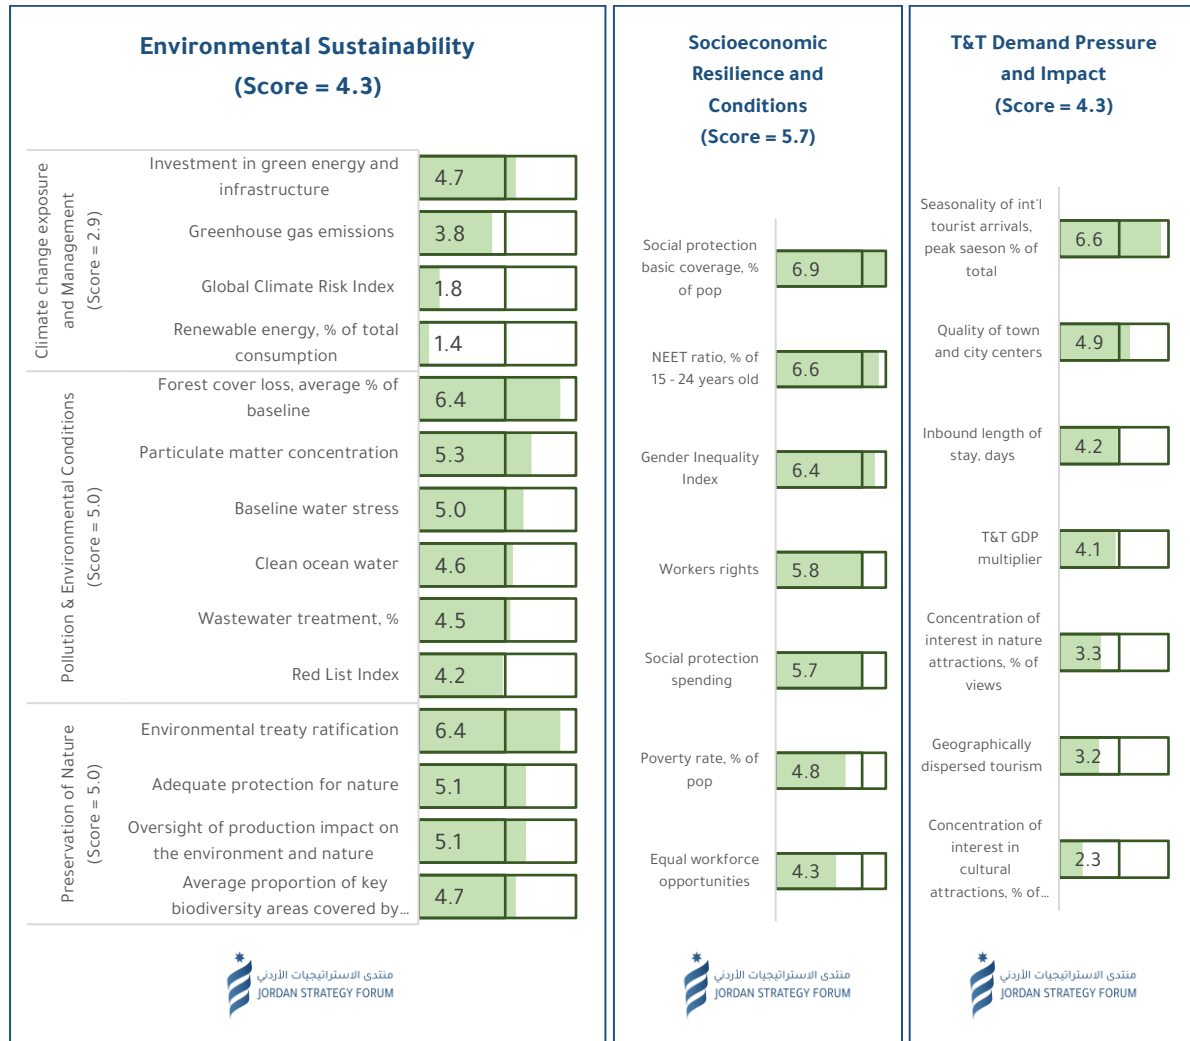 Environmental Sustainability
(Score = 4.3)
Climate change exposure
and Management
(Score = 2.9)
Investment in green energy and
infrastructure
4.7
Greenhouse gas emissions
3.8
Global Climate Risk Index
1.8
Renewable energy, % of total
consumption
1.4
Pollution & Environmental Conditions
(Score = 5.0)
Forest cover loss, average % of
baseline
6.4
Particulate matter concentration
5.3
Baseline water stress
5.0
Clean ocean water
4.6
Wastewater treatment, %
4.5
Red List Index
4.2
Preservation of Nature
(Score = 5.0)
Environmental treaty ratification
6.4
Adequate protection for nature
5.1
Oversight of production impact on
the environment and nature
5.1
Average proportion of key
biodiversity areas covered by...
4.7
منتدى الاستراتيجيات الأردني
JORDAN STRATEGY FORUM
Socioeconomic
Resilience and
Conditions
(Score = 5.7)
Social protection
basic coverage, %
of pop
6.9
NEET ratio, % of
15 - 24 years old
6.6
Gender Inequality
Index
6.4
Workers rights
5.8
Social protection
spending
5.7
Poverty rate, % of
pop
4.8
Equal workforce
opportunities
4.3
منتدى الاستراتيجيات الأردني
JORDAN STRATEGY FORUM
T&T Demand Pressure
and Impact
(Score = 4.3)
Seasonality of int'l
tourist arrivals,
peak saeson % of
total
6.6
Quality of town
and city centers
4.9
Inbound length of
stay, days
4.2
T&T GDP
multiplier
4.1
Concentration of
interest in nature
attractions, % of
views
3.3
Geographically
dispersed tourism
3.2
Concentration of
interest in
cultural
attractions, % of...
2.3
منتدى الاستراتيجيات الأردني
JORDAN STRATEGY FORUM